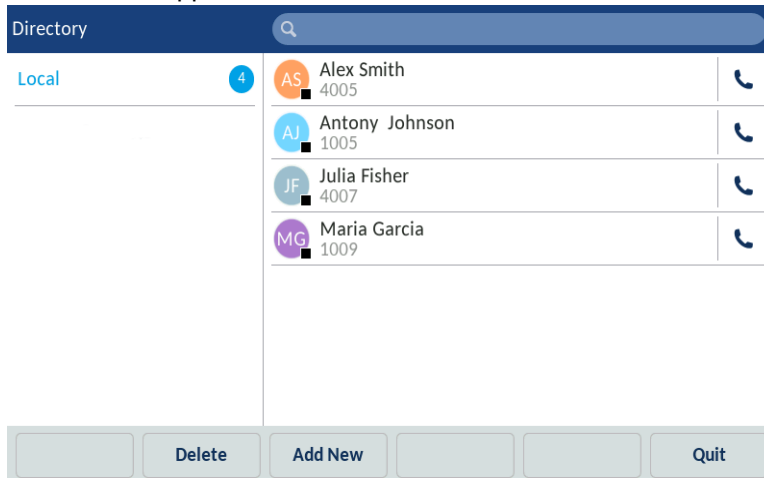 Directory
Local 4
AS Alex Smith
4005
AJ Antony Johnson
1005
JF Julia Fisher
4007
MG Maria Garcia
1009
Delete Add New Quit